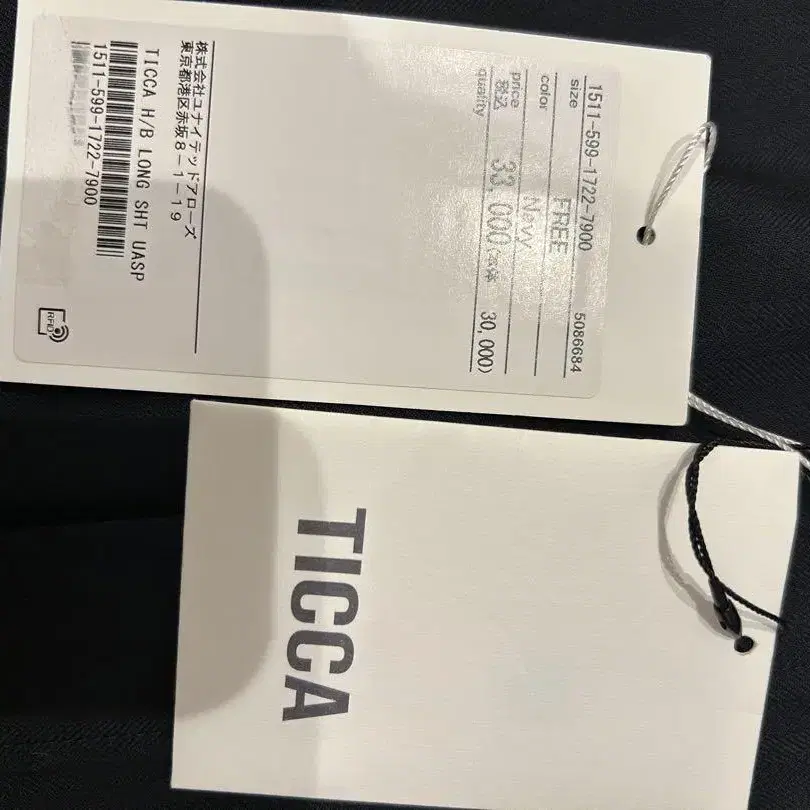 1511-599-1722-7900
size FREE 5086684
color Navy
price 税込 33,000(本体 30,000)
quality
株式会社ユナイテッドアローズ
東京都港区赤坂8-1-19
TICCA H/B LONG SHT UASP
1511-599-1722-7900
RFID
TICCA